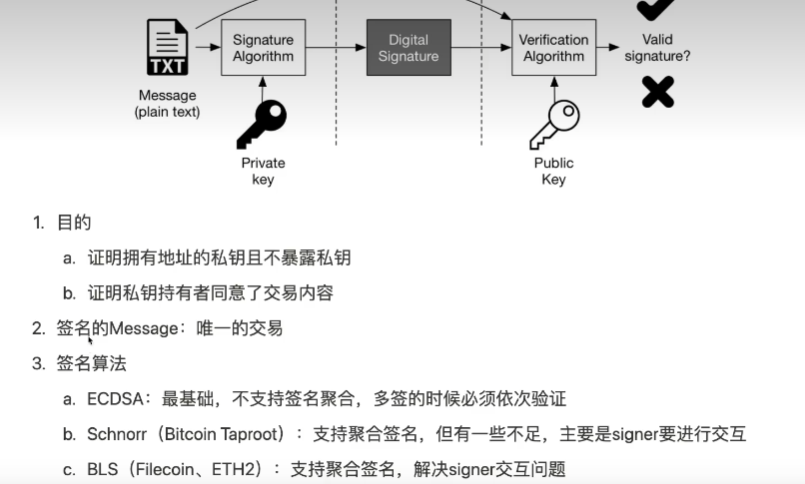 TXT
Signature
Algorithm
Digital
Signature
Verification
Algorithm
Valid
signature?
Message
(plain text)
Private
key
Public
Key
1. 目的
a. 证明拥有地址的私钥且不暴露私钥
b. 证明私钥持有者同意了交易内容
2. 签名的Message：唯一的交易
3. 签名算法
a. ECDSA：最基础，不支持签名聚合，多签的时候必须依次验证
b. Schnorr（Bitcoin Taproot）：支持聚合签名，但有一些不足，主要是signer要进行交互
c. BLS（Filecoin、ETH2）：支持聚合签名，解决signer交互问题